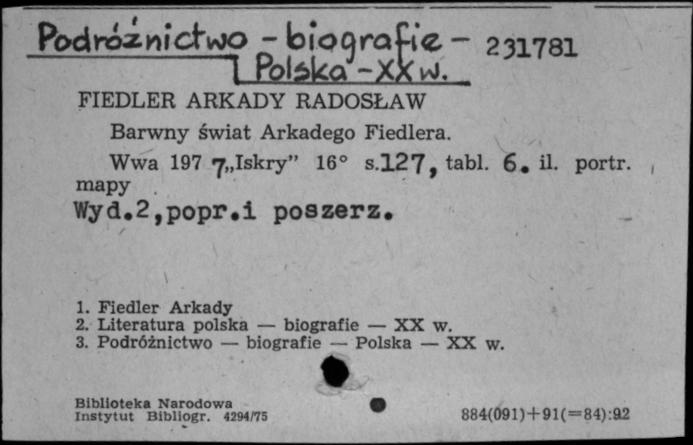 Podróżnictwo - biografie - 231781
Polska - XX w.
FIEDLER ARKADY RADOSŁAW
Barwny świat Arkadego Fiedlera.
Wwa 197 7„Iskry” 16° s.127, tabl. 6. il. portr.
mapy
Wyd.2,popr.i poszerz.
1. Fiedler Arkady
2. Literatura polska — biografie — XX w.
3. Podróżnictwo — biografie — Polska — XX w.
Biblioteka Narodowa
Instytut Bibliogr. 4294/75 884(091)+91(=84):92